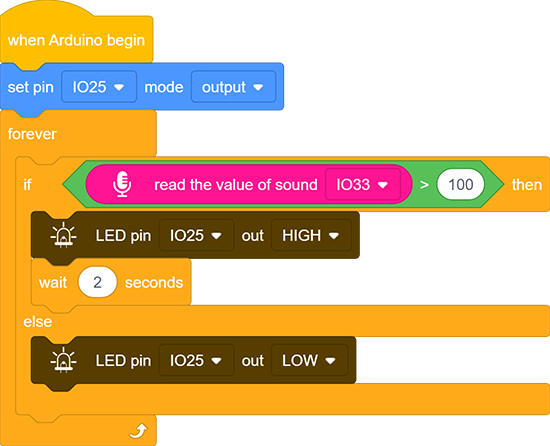 when Arduino begin
set pin IO25 mode output
forever
if read the value of sound IO33 > 100 then
LED pin IO25 out HIGH
wait 2 seconds
else
LED pin IO25 out LOW